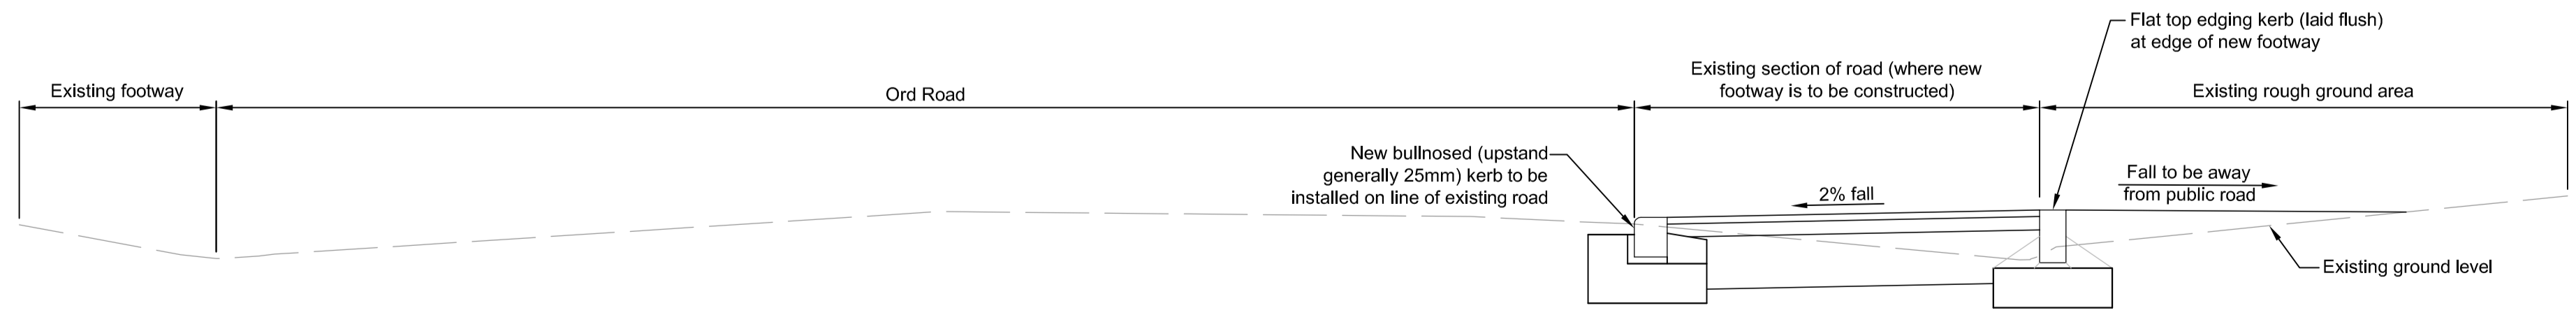 Flat top edging kerb (laid flush)
at edge of new footway
Existing footway
Ord Road
Existing section of road (where new
footway is to be constructed)
Existing rough ground area
New bullnosed (upstand
generally 25mm) kerb to be
installed on line of existing road
2% fall
Fall to be away
from public road
Existing ground level